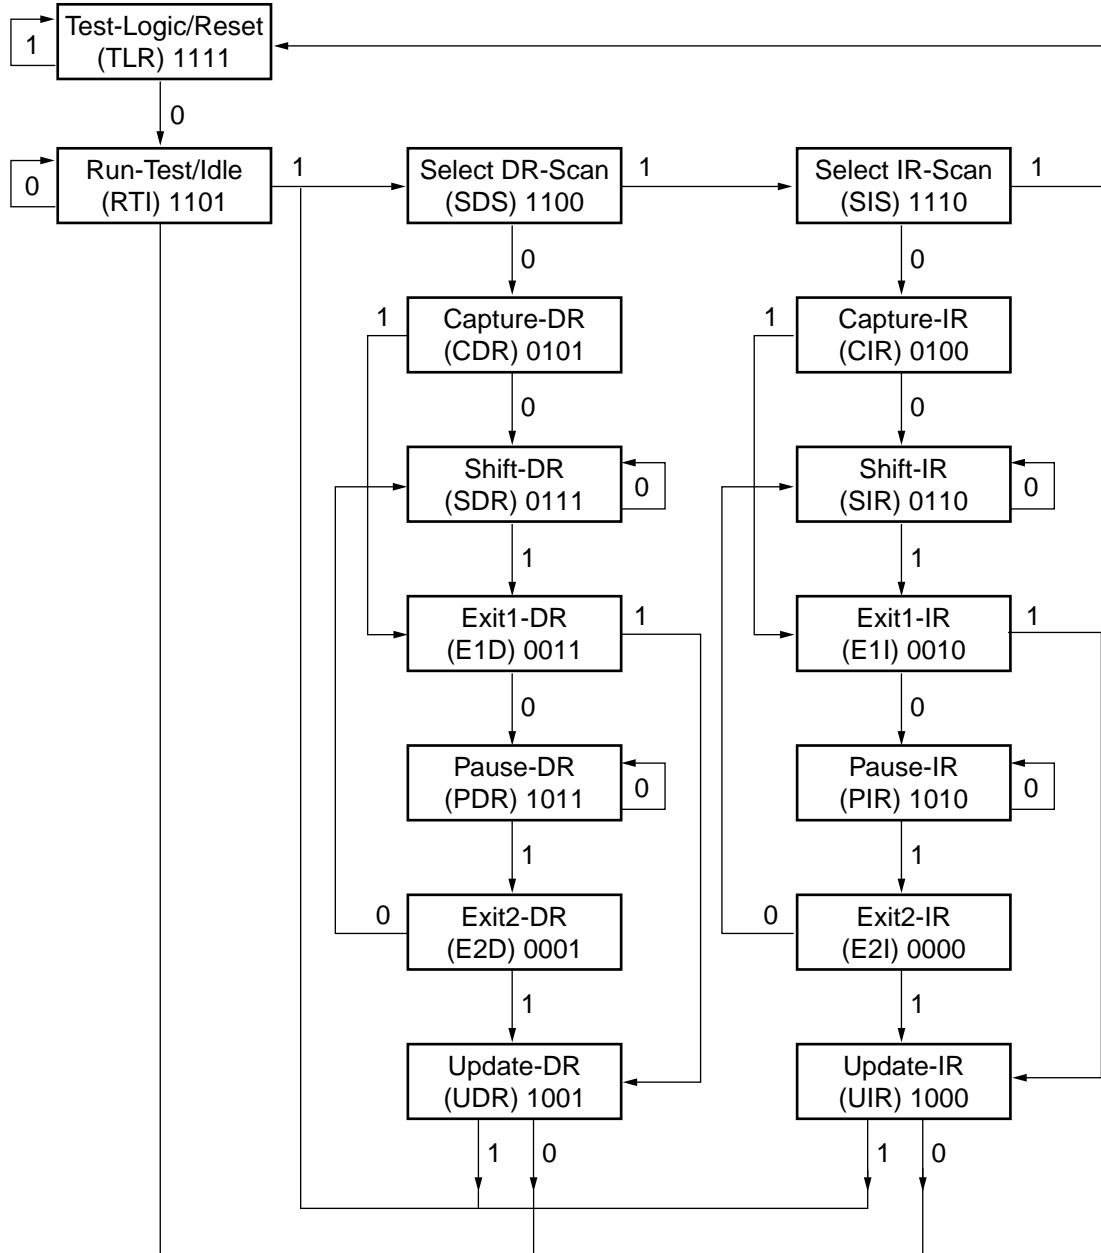 Test-Logic/Reset
(TLR) 1111
1
0
Run-Test/Idle
(RTI) 1101
0
1
Select DR-Scan
(SDS) 1100
1
Select IR-Scan
(SIS) 1110
1
0
0
Capture-DR
(CDR) 0101
1
Capture-IR
(CIR) 0100
1
0
0
Shift-DR
(SDR) 0111
0
Shift-IR
(SIR) 0110
0
1
1
Exit1-DR
(E1D) 0011
1
Exit1-IR
(E1I) 0010
1
0
0
Pause-DR
(PDR) 1011
0
Pause-IR
(PIR) 1010
0
1
1
0
Exit2-DR
(E2D) 0001
0
Exit2-IR
(E2I) 0000
1
1
Update-DR
(UDR) 1001
Update-IR
(UIR) 1000
1 0
1 0